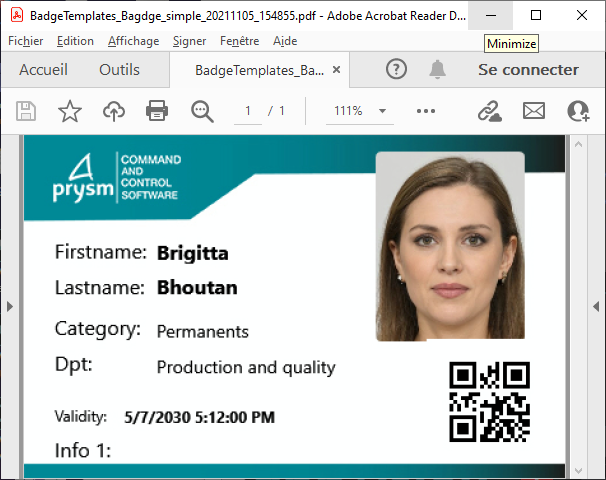 BadgeTemplates_Bagdge_simple_20211105_154855.pdf - Adobe Acrobat Reader D...
Minimize
Fichier Edition Affichage Signer Fenêtre Aide
Accueil Outils BadgeTemplates_Ba... × ? Se connecter
1 / 1 111%
prysm
COMMAND
AND
CONTROL
SOFTWARE
Firstname: Brigitta
Lastname: Bhoutan
Category: Permanents
Dpt: Production and quality
Validity: 5/7/2030 5:12:00 PM
Info 1: